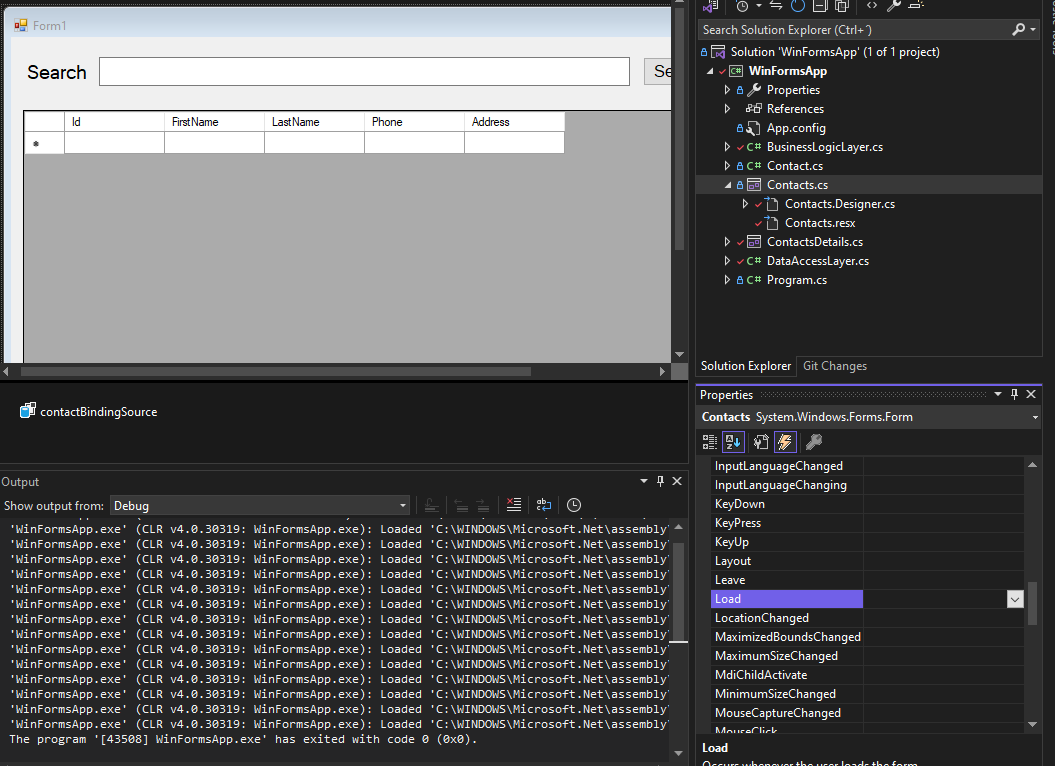 Form1
Search
Se
Id FirstName LastName Phone Address
contactBindingSource
Output
Show output from: Debug
'WinFormsApp.exe' (CLR v4.0.30319: WinFormsApp.exe): Loaded 'C:\WINDOWS\Microsoft.Net\assembly\
'WinFormsApp.exe' (CLR v4.0.30319: WinFormsApp.exe): Loaded 'C:\WINDOWS\Microsoft.Net\assembly\
'WinFormsApp.exe' (CLR v4.0.30319: WinFormsApp.exe): Loaded 'C:\WINDOWS\Microsoft.Net\assembly\
'WinFormsApp.exe' (CLR v4.0.30319: WinFormsApp.exe): Loaded 'C:\WINDOWS\Microsoft.Net\assembly\
'WinFormsApp.exe' (CLR v4.0.30319: WinFormsApp.exe): Loaded 'C:\WINDOWS\Microsoft.Net\assembly\
'WinFormsApp.exe' (CLR v4.0.30319: WinFormsApp.exe): Loaded 'C:\WINDOWS\Microsoft.Net\assembly\
'WinFormsApp.exe' (CLR v4.0.30319: WinFormsApp.exe): Loaded 'C:\WINDOWS\Microsoft.Net\assembly\
'WinFormsApp.exe' (CLR v4.0.30319: WinFormsApp.exe): Loaded 'C:\WINDOWS\Microsoft.Net\assembly\
'WinFormsApp.exe' (CLR v4.0.30319: WinFormsApp.exe): Loaded 'C:\WINDOWS\Microsoft.Net\assembly\
'WinFormsApp.exe' (CLR v4.0.30319: WinFormsApp.exe): Loaded 'C:\WINDOWS\Microsoft.Net\assembly\
'WinFormsApp.exe' (CLR v4.0.30319: WinFormsApp.exe): Loaded 'C:\WINDOWS\Microsoft.Net\assembly\
'WinFormsApp.exe' (CLR v4.0.30319: WinFormsApp.exe): Loaded 'C:\WINDOWS\Microsoft.Net\assembly\
'WinFormsApp.exe' (CLR v4.0.30319: WinFormsApp.exe): Loaded 'C:\WINDOWS\Microsoft.Net\assembly\
'WinFormsApp.exe' (CLR v4.0.30319: WinFormsApp.exe): Loaded 'C:\WINDOWS\Microsoft.Net\assembly\
The program '[43508] WinFormsApp.exe' has exited with code 0 (0x0).
Search Solution Explorer (Ctrl+´)
Solution 'WinFormsApp' (1 of 1 project)
C# WinFormsApp
Properties
References
App.config
C# BusinessLogicLayer.cs
C# Contact.cs
Contacts.cs
Contacts.Designer.cs
Contacts.resx
ContactsDetails.cs
C# DataAccessLayer.cs
C# Program.cs
Solution Explorer Git Changes
Properties
Contacts System.Windows.Forms.Form
InputLanguageChanged
InputLanguageChanging
KeyDown
KeyPress
KeyUp
Layout
Leave
Load
LocationChanged
MaximizedBoundsChanged
MaximumSizeChanged
MdiChildActivate
MinimumSizeChanged
MouseCaptureChanged
MouseClick
Load
Occurs whenever the user loads the form.